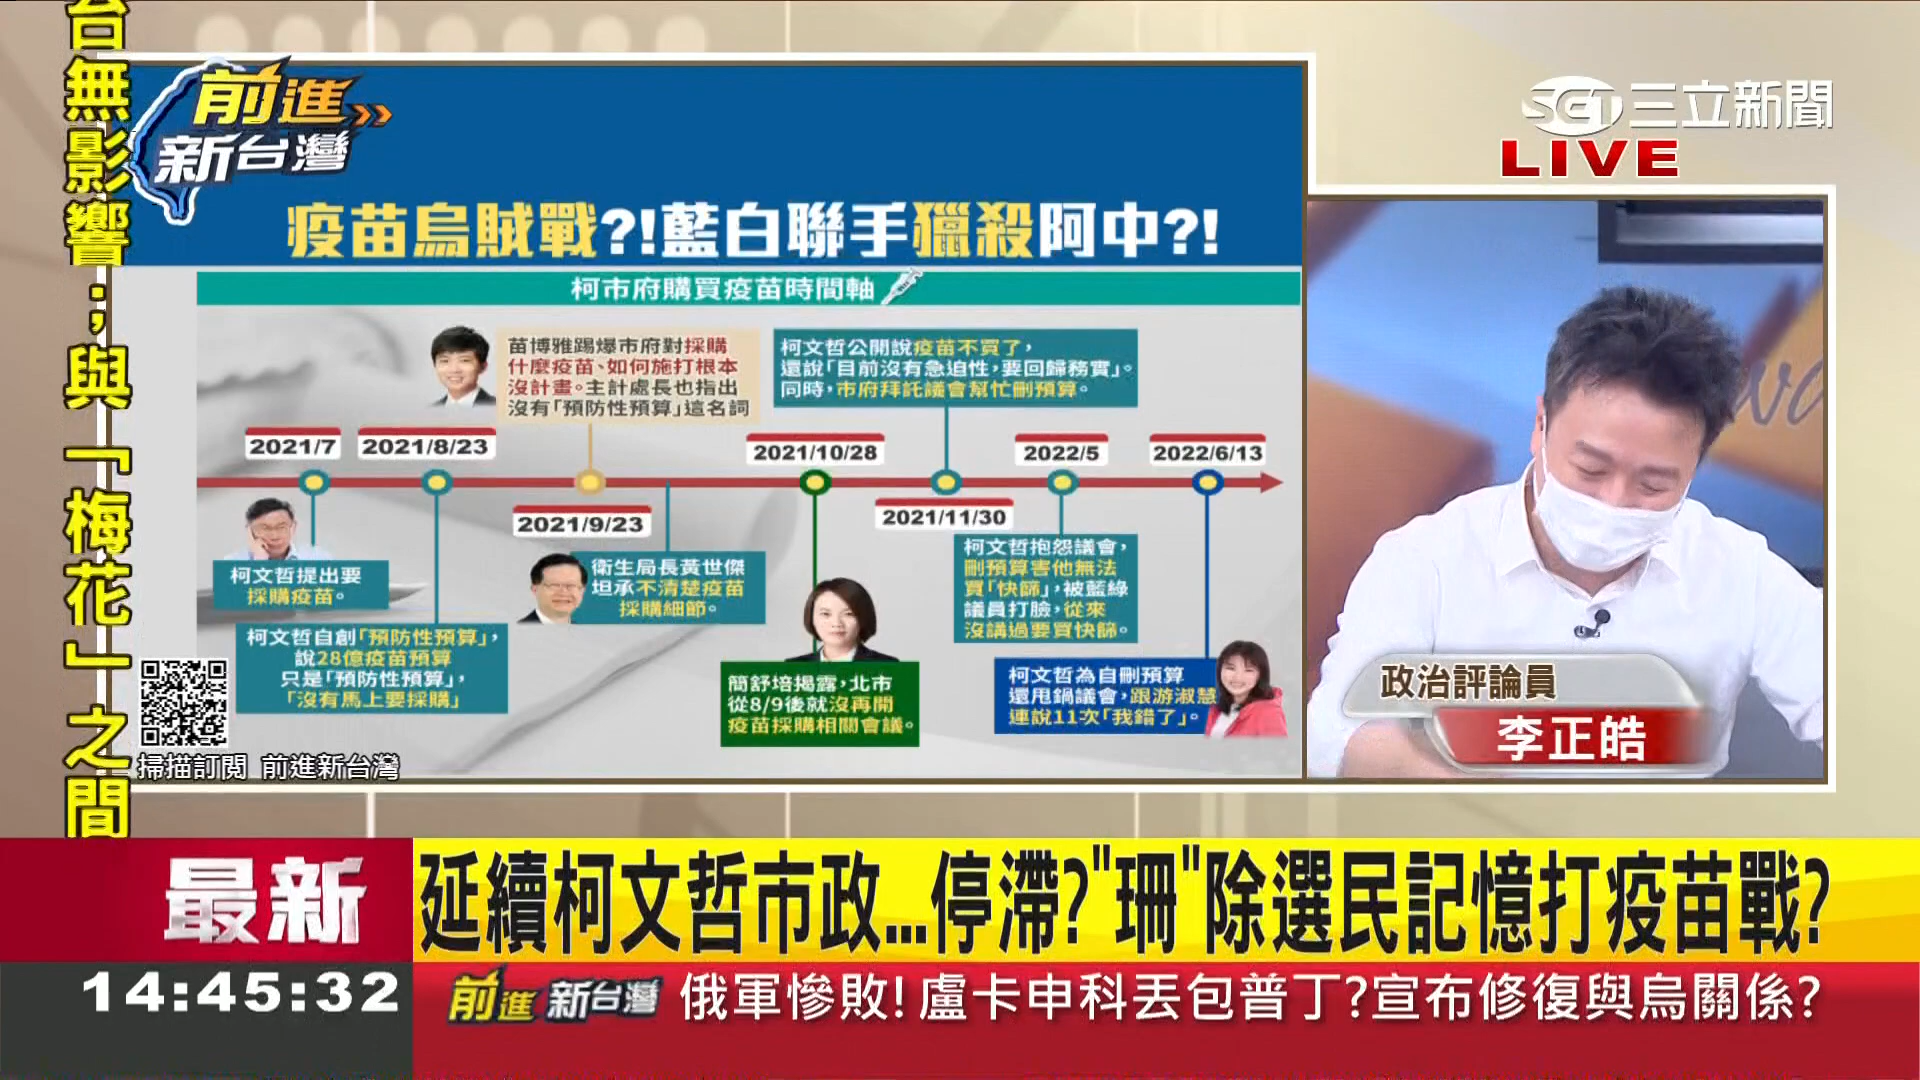 台無影響；與「梅花」之間
前進
新台灣
SET三立新聞
LIVE
疫苗烏賊戰?!藍白聯手獵殺阿中?!
柯市府購買疫苗時間軸
苗博雅踢爆市府對採購
什麼疫苗、如何施打根本
沒計畫。主計處長也指出
沒有「預防性預算」這名詞
柯文哲公開說疫苗不買了，
還說「目前沒有急迫性，要回歸務實」。
同時，市府拜託議會幫忙刪預算。
2021/7
2021/8/23
2021/9/23
2021/10/28
2021/11/30
2022/5
2022/6/13
柯文哲提出要
採購疫苗。
柯文哲自創「預防性預算」，
說28億疫苗預算
只是「預防性預算」，
「沒有馬上要採購」
衛生局長黃世傑
坦承不清楚疫苗
採購細節。
簡舒培揭露，北市
從8/9後就沒再開
疫苗採購相關會議。
柯文哲抱怨議會，
刪預算害他無法
買「快篩」，被藍綠
議員打臉，從來
沒講過要買快篩。
柯文哲為自刪預算
還甩鍋議會，跟游淑慧
連說11次「我錯了」。
掃描訂閱 前進新台灣
政治評論員
李正皓
最新
延續柯文哲市政...停滯?"珊"除選民記憶打疫苗戰?
14:45:32
前進新台灣 俄軍慘敗!盧卡申科丟包普丁?宣布修復與烏關係?